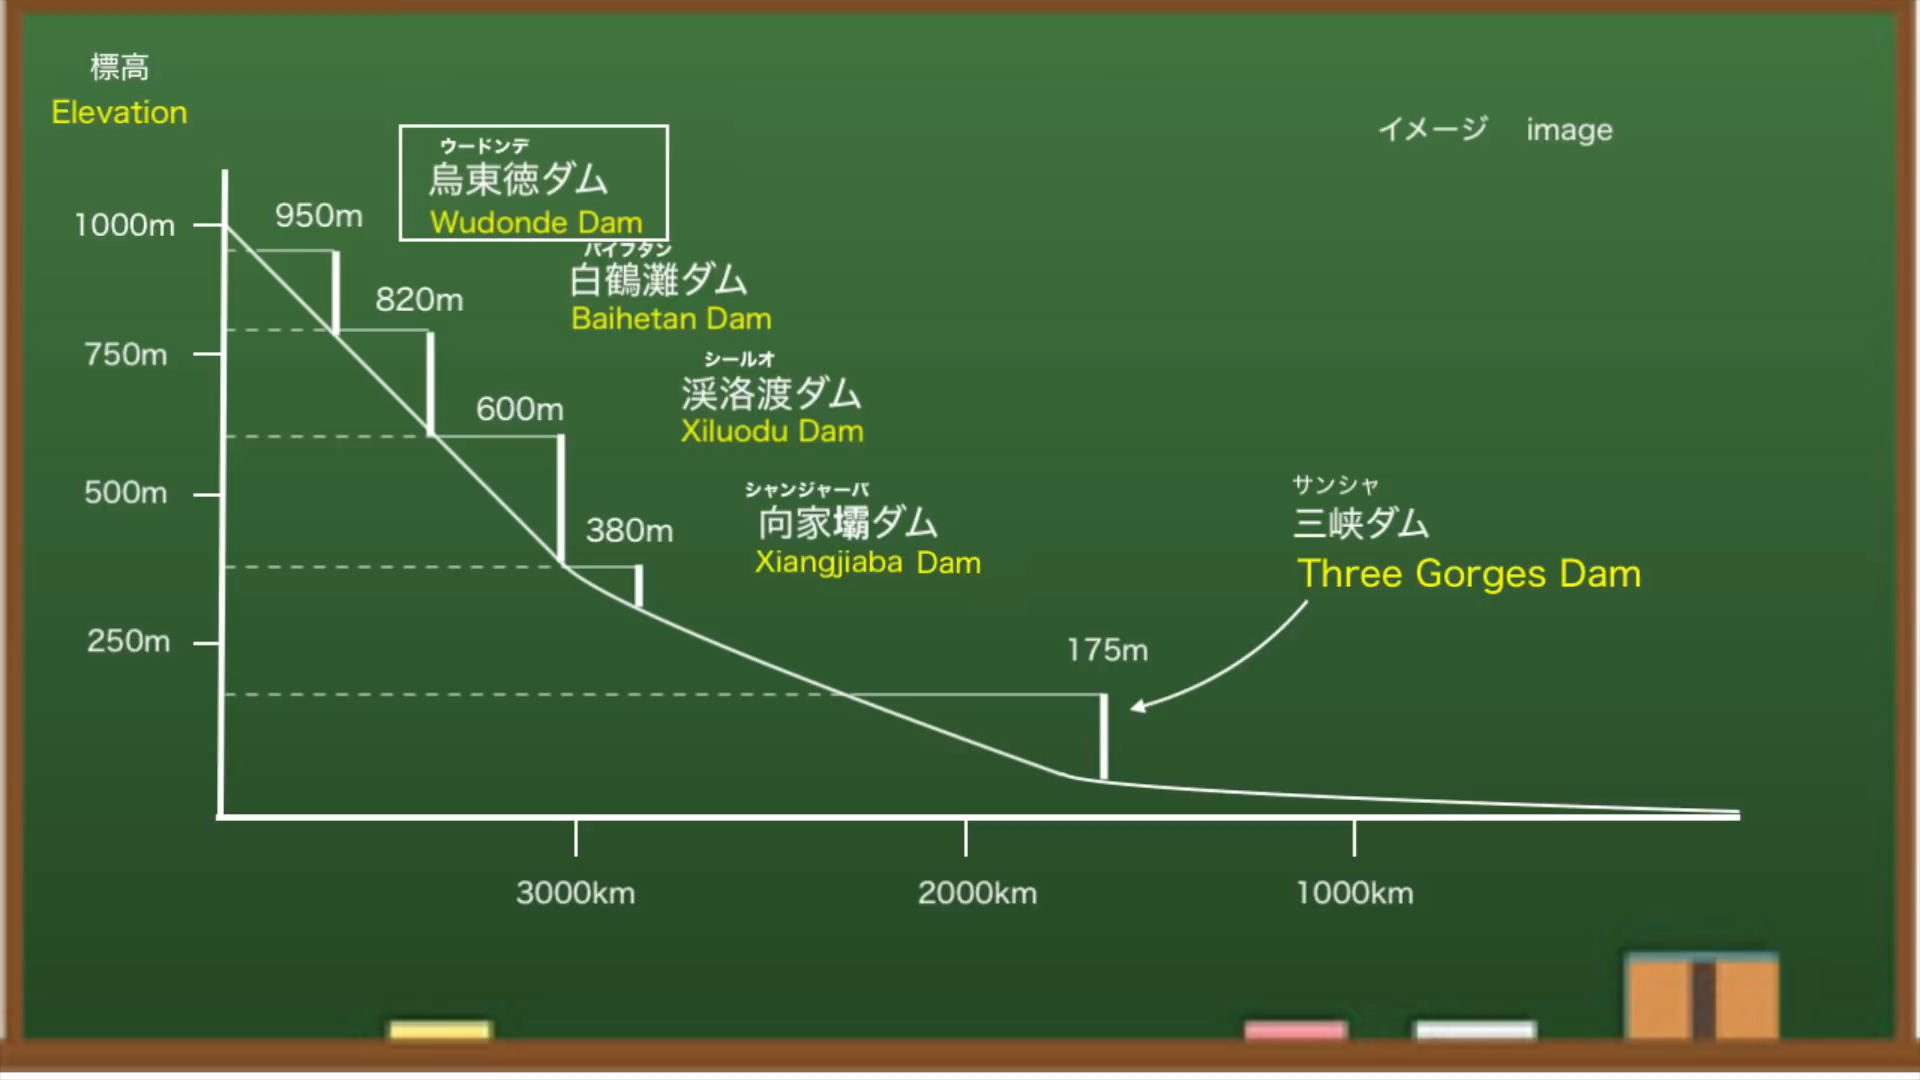 標高
Elevation
イメージ image
ウードンデ
烏東徳ダム
Wudonde Dam
950m
1000m
バイフタン
白鶴灘ダム
Baihetan Dam
820m
750m
シールオ
渓洛渡ダム
Xiluodu Dam
600m
500m
シャンジャーバ
向家壩ダム
Xiangjiaba Dam
380m
サンシャ
三峡ダム
Three Gorges Dam
250m
175m
3000km
2000km
1000km